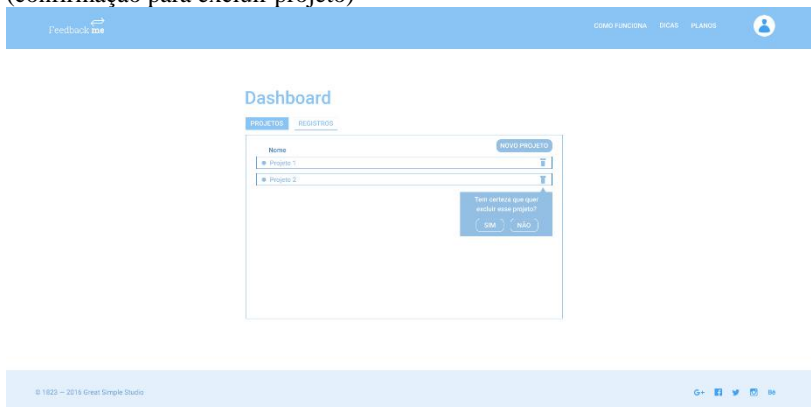 (confirmação para excluir projeto)
Feedback me
COMO FUNCIONA DICAS PLANOS
Dashboard
PROJETOS REGISTROS
Nome NOVO PROJETO
Projeto 1
Projeto 2
Tem certeza que quer
excluir esse projeto?
SIM NÃO
© 1823 — 2016 Great Simple Studio
G+ Bē